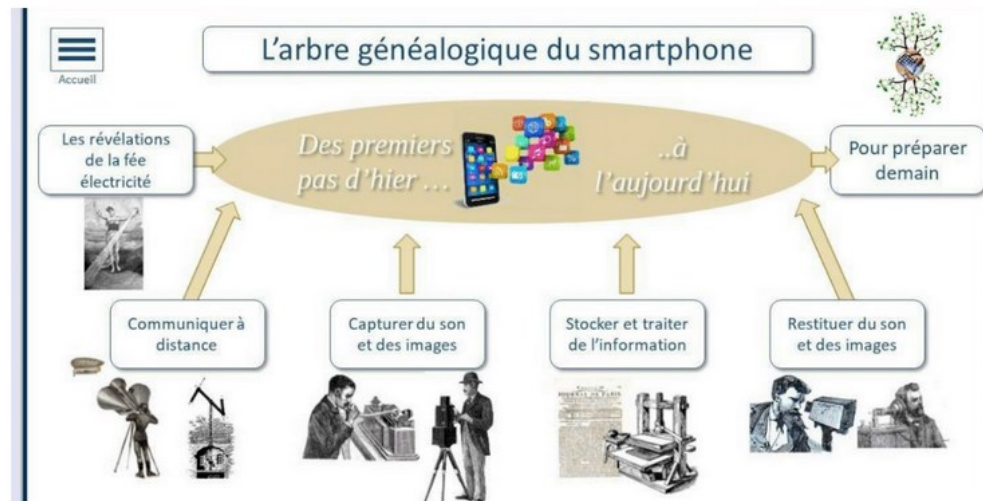 L'arbre généalogique du smartphone
Accueil
Les révélations
de la fée
électricité
Des premiers
pas d'hier ...
..à
l'aujourd'hui
Pour préparer
demain
Communiquer à
distance
Capturer du son
et des images
Stocker et traiter
de l'information
Restituer du son
et des images